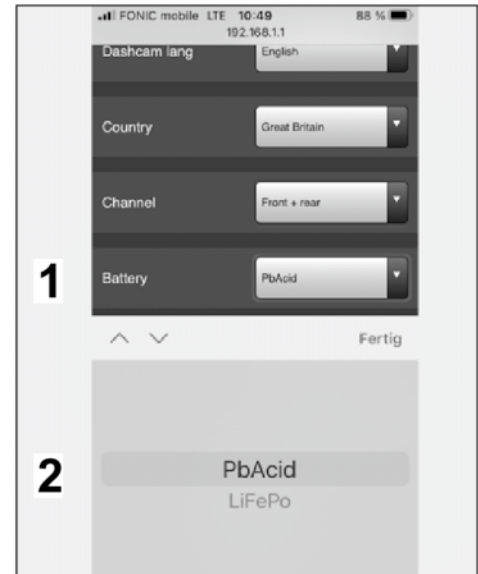 FONIC mobile LTE 10:49 88 %
192.168.1.1
Dashcam lang English
Country Great Britain
Channel Front + rear
1 Battery PbAcid
Fertig
2 PbAcid
LiFePo